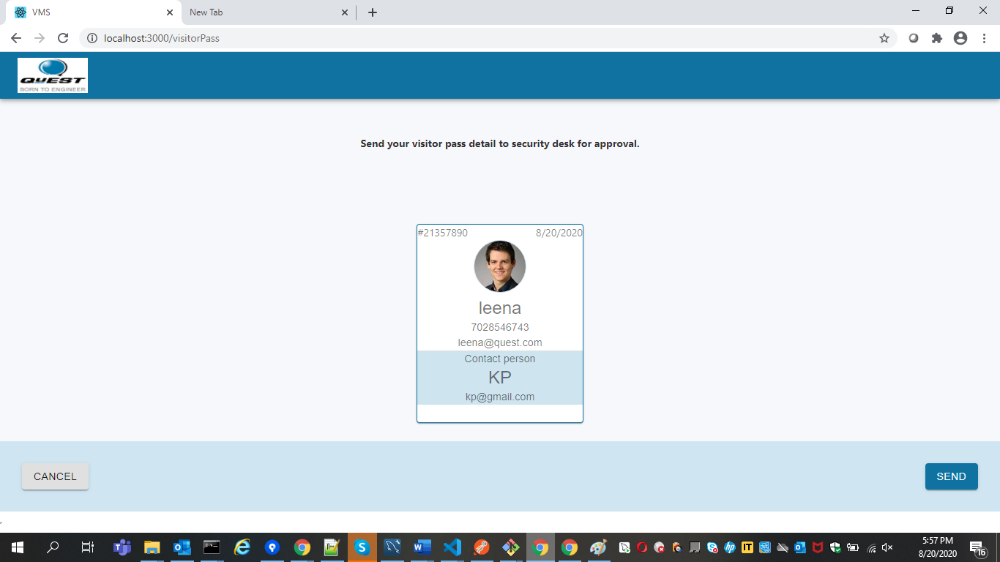 VMS
New Tab
localhost:3000/visitorPass
QUEST
BORN TO ENGINEER
Send your visitor pass detail to security desk for approval.
#21357890 8/20/2020
leena
7028546743
leena@quest.com
Contact person
KP
kp@gmail.com
CANCEL
SEND
,
5:57 PM
8/20/2020
16